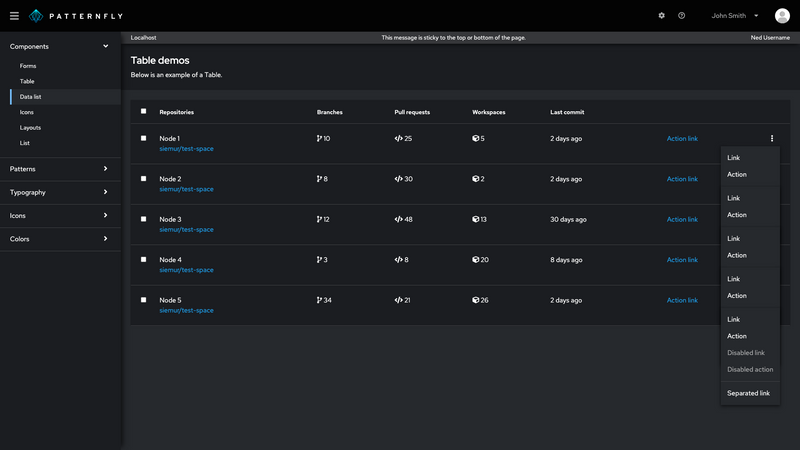 PATTERNFLY
John Smith
Localhost
This message is sticky to the top or bottom of the page.
Ned Username
Components
Forms
Table
Data list
Icons
Layouts
List
Patterns
Typography
Icons
Colors
Table demos
Below is an example of a Table.
Repositories Branches Pull requests Workspaces Last commit
Node 1 10 25 5 2 days ago Action link
siemur/test-space
Node 2 8 30 2 2 days ago Action link
siemur/test-space
Node 3 12 48 13 30 days ago Action link
siemur/test-space
Node 4 3 8 20 8 days ago Action link
siemur/test-space
Node 5 34 21 26 2 days ago Action link
siemur/test-space
Link
Action
Link
Action
Link
Action
Link
Action
Link
Action
Disabled link
Disabled action
Separated link